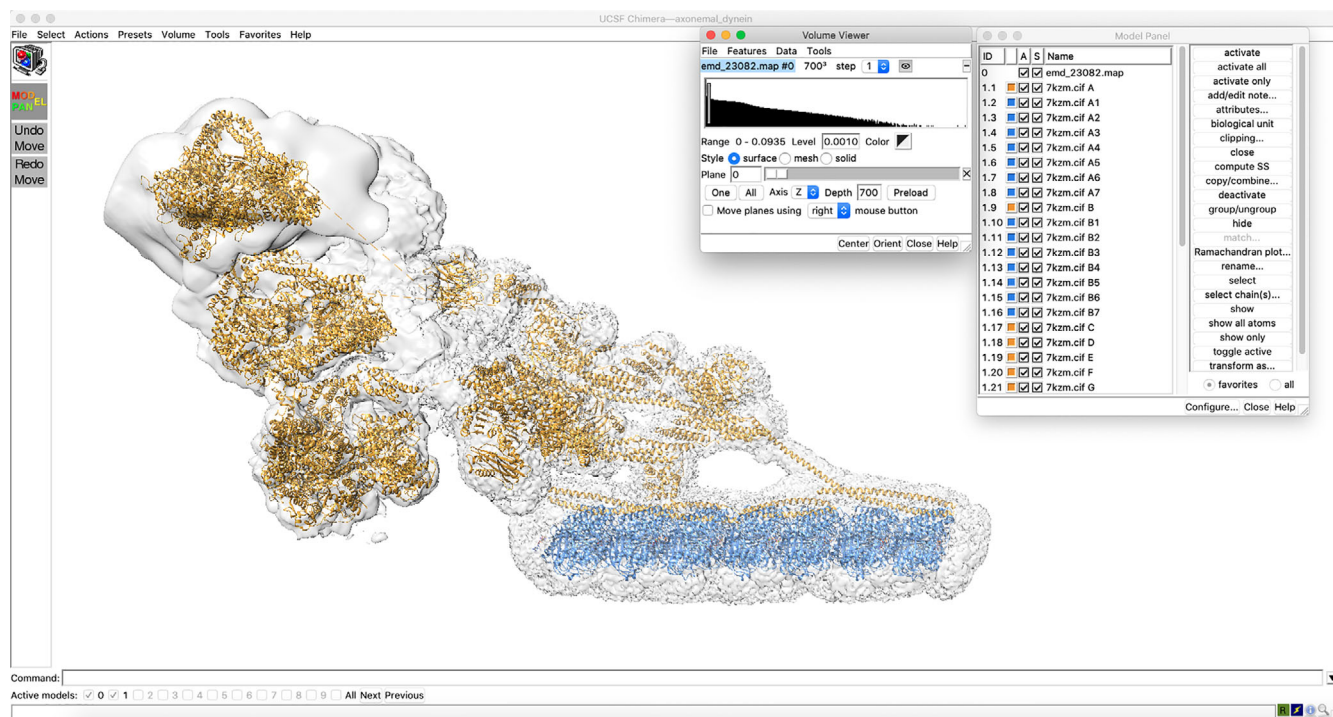 UCSF Chimera—axonemal_dynein
File Select Actions Presets Volume Tools Favorites Help
MODEL
PANEL
Undo
Move
Redo
Move
Volume Viewer
File Features Data Tools
emd_23082.map #0 700³ step 1
Range 0 - 0.0935 Level 0.0010 Color
Style surface mesh solid
Plane 0
One All Axis Z Depth 700 Preload
Move planes using right mouse button
Center Orient Close Help
Model Panel
ID A S Name
0 emd_23082.map
1.1 7kzm.cif A
1.2 7kzm.cif A1
1.3 7kzm.cif A2
1.4 7kzm.cif A3
1.5 7kzm.cif A4
1.6 7kzm.cif A5
1.7 7kzm.cif A6
1.8 7kzm.cif A7
1.9 7kzm.cif B
1.10 7kzm.cif B1
1.11 7kzm.cif B2
1.12 7kzm.cif B3
1.13 7kzm.cif B4
1.14 7kzm.cif B5
1.15 7kzm.cif B6
1.16 7kzm.cif B7
1.17 7kzm.cif C
1.18 7kzm.cif D
1.19 7kzm.cif E
1.20 7kzm.cif F
1.21 7kzm.cif G
activate
activate all
activate only
add/edit note...
attributes...
biological unit
clipping...
close
compute SS
copy/combine...
deactivate
group/ungroup
hide
match...
Ramachandran plot...
rename...
select
select chain(s)...
show
show all atoms
show only
toggle active
transform as...
favorites all
Configure... Close Help
Command:
Active models: 0 1 2 3 4 5 6 7 8 9 All Next Previous
R